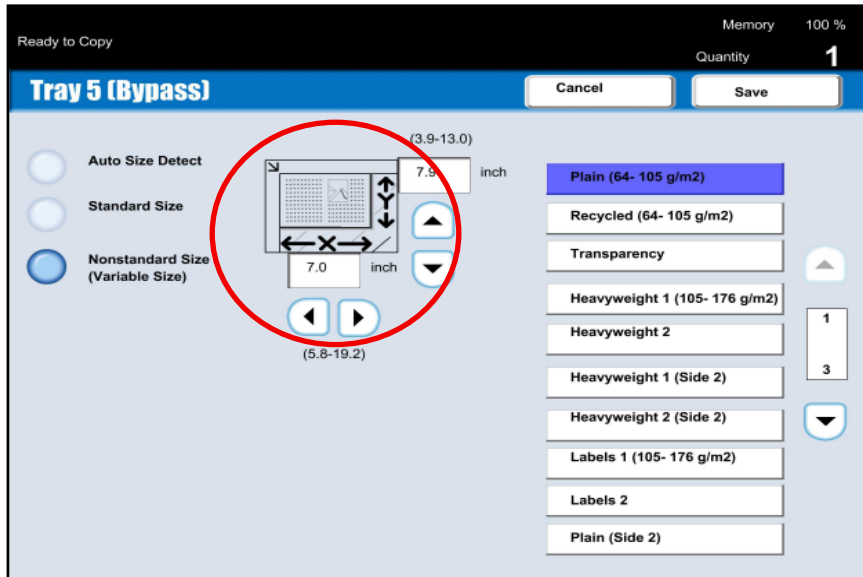 Memory 100 %
Ready to Copy
Quantity 1
Tray 5 (Bypass)
Cancel
Save
(3.9-13.0)
Auto Size Detect
7.9 inch
Standard Size
Y
X
Nonstandard Size
(Variable Size)
7.0 inch
(5.8-19.2)
Plain (64- 105 g/m2)
Recycled (64- 105 g/m2)
Transparency
Heavyweight 1 (105- 176 g/m2)
Heavyweight 2
Heavyweight 1 (Side 2)
Heavyweight 2 (Side 2)
Labels 1 (105- 176 g/m2)
Labels 2
Plain (Side 2)
1
3